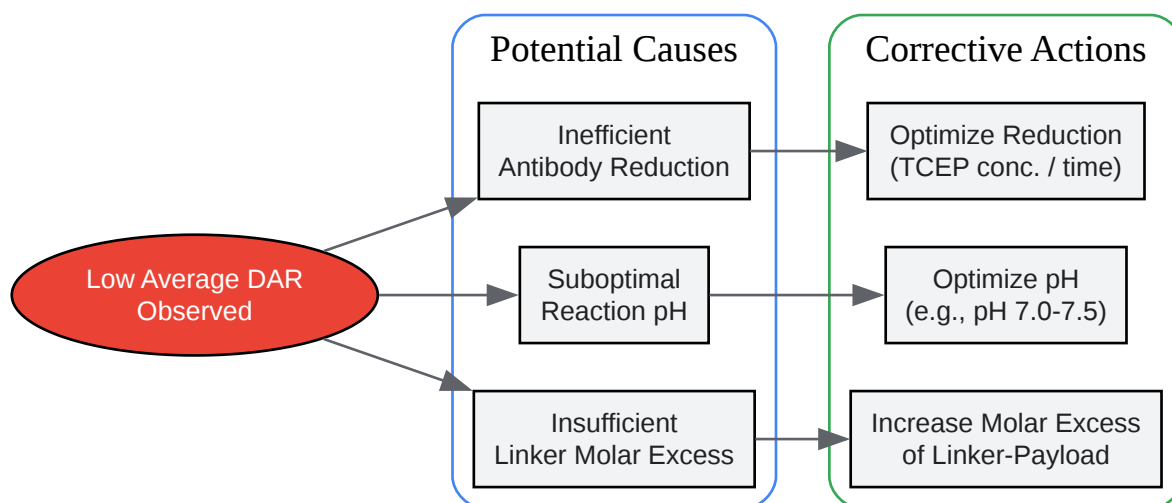 Potential Causes
Corrective Actions
Inefficient
Antibody Reduction
Optimize Reduction
(TCEP conc. / time)
Low Average DAR
Observed
Suboptimal
Reaction pH
Optimize pH
(e.g., pH 7.0-7.5)
Insufficient
Linker Molar Excess
Increase Molar Excess
of Linker-Payload